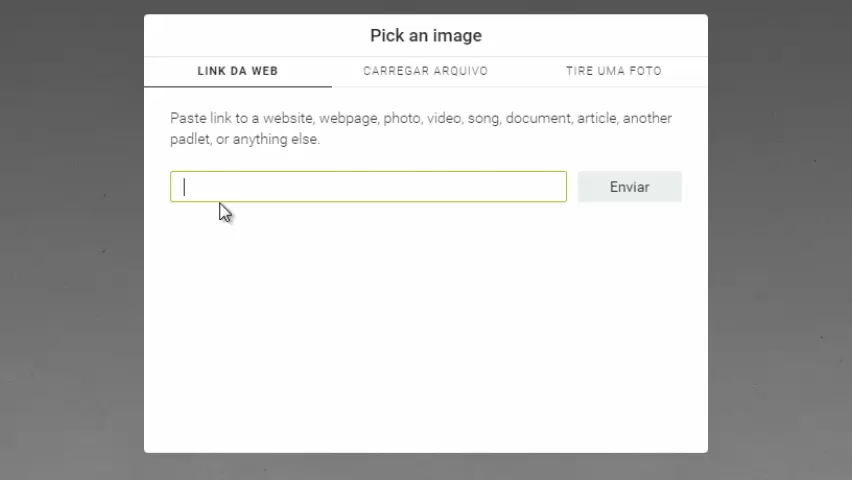 Pick an image
LINK DA WEB CARREGAR ARQUIVO TIRE UMA FOTO
Paste link to a website, webpage, photo, video, song, document, article, another
padlet, or anything else.
Enviar